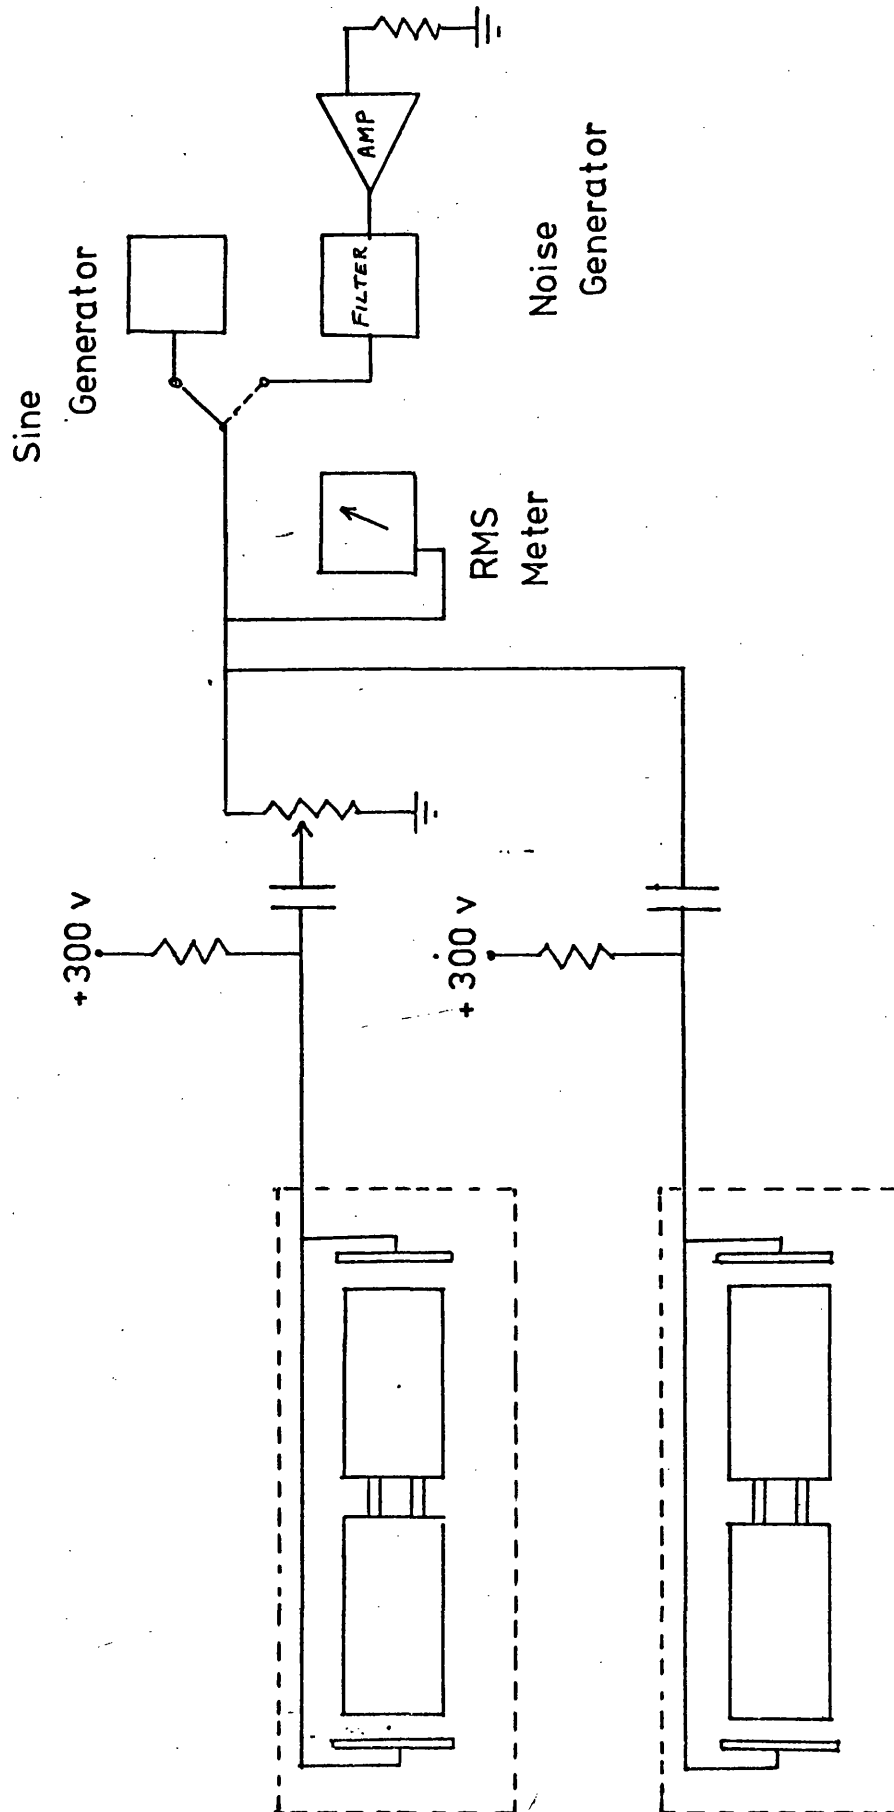 Sine
Generator
AMP
FILTER
Noise
Generator
RMS
Meter
+300 v
+300 v